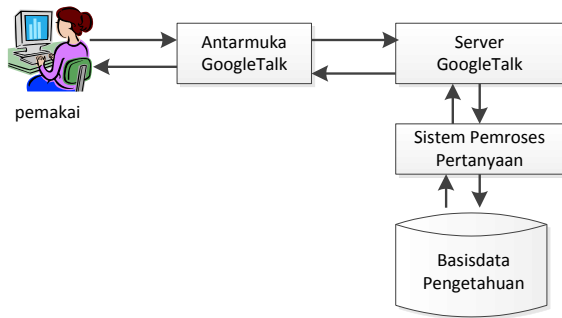 Antarmuka
GoogleTalk
Server
GoogleTalk
pemakai
Sistem Pemroses
Pertanyaan
Basisdata
Pengetahuan